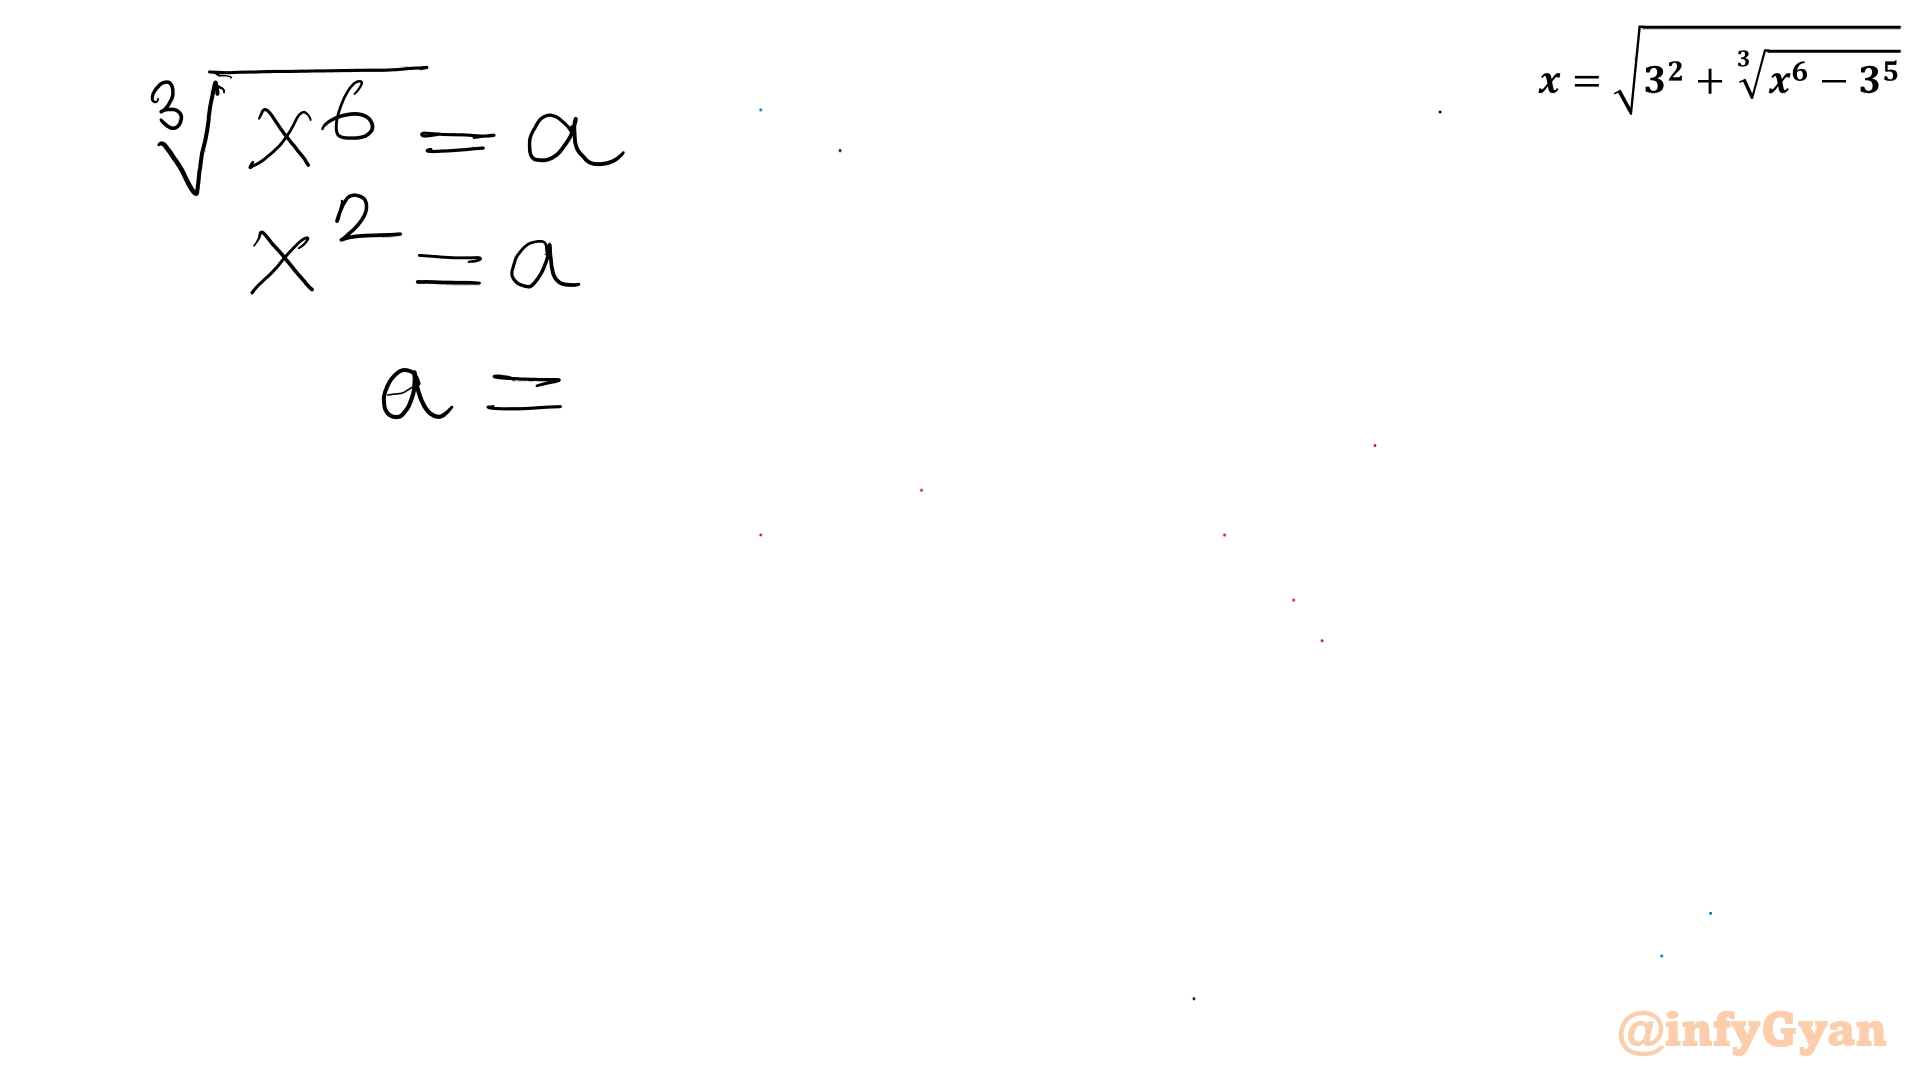 ∛x⁶ = a
x² = a
a =
x = √(3² + ∛(x⁶ − 3⁵))
@infyGyan